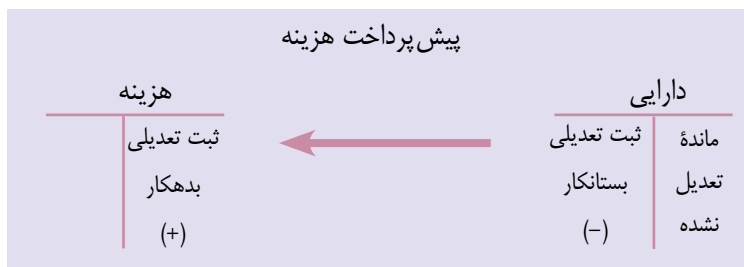 پیش‌پرداخت هزینه
دارایی
ماندهٔ
تعدیل
نشده
ثبت تعدیلی
بستانکار
(–)
هزینه
ثبت تعدیلی
بدهکار
(+)